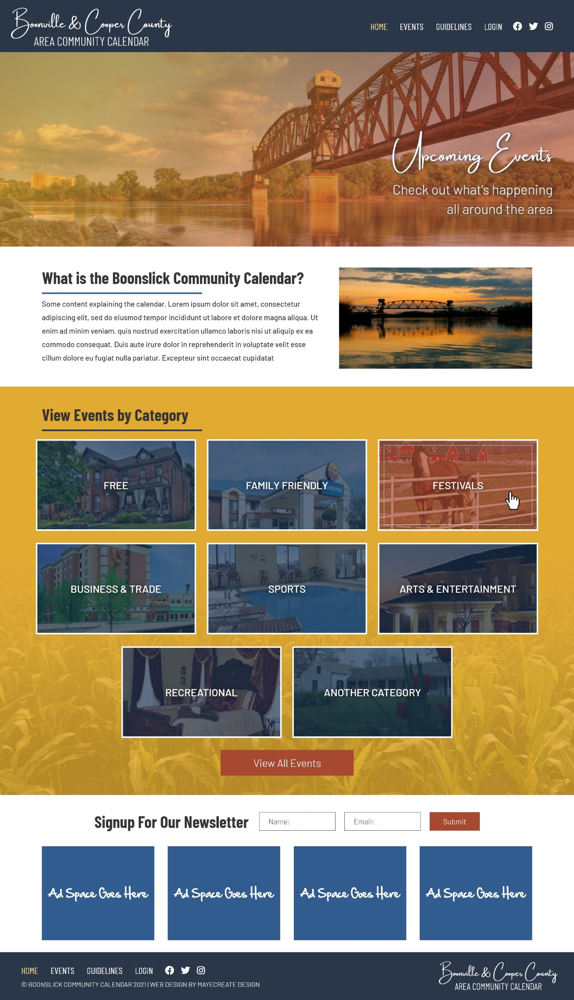 Boonville & Cooper County
AREA COMMUNITY CALENDAR
HOME EVENTS GUIDELINES LOGIN
Upcoming Events
Check out what's happening
all around the area
What is the Boonslick Community Calendar?
Some content explaining the calendar. Lorem ipsum dolor sit amet, consectetur
adipiscing elit, sed do eiusmod tempor incididunt ut labore et dolore magna aliqua. Ut
enim ad minim veniam, quis nostrud exercitation ullamco laboris nisi ut aliquip ex ea
commodo consequat. Duis aute irure dolor in reprehenderit in voluptate velit esse
cillum dolore eu fugiat nulla pariatur. Excepteur sint occaecat cupidatat
View Events by Category
FREE
FAMILY FRIENDLY
POOL
FESTIVALS
BUSINESS & TRADE
SPORTS
ARTS & ENTERTAINMENT
RECREATIONAL
ANOTHER CATEGORY
View All Events
Signup For Our Newsletter
Name:
Email:
Submit
Ad Space Goes Here
Ad Space Goes Here
Ad Space Goes Here
Ad Space Goes Here
HOME EVENTS GUIDELINES LOGIN
© BOONSLICK COMMUNITY CALENDAR 2021 | WEB DESIGN BY MAYECREATE DESIGN
Boonville & Cooper County
AREA COMMUNITY CALENDAR